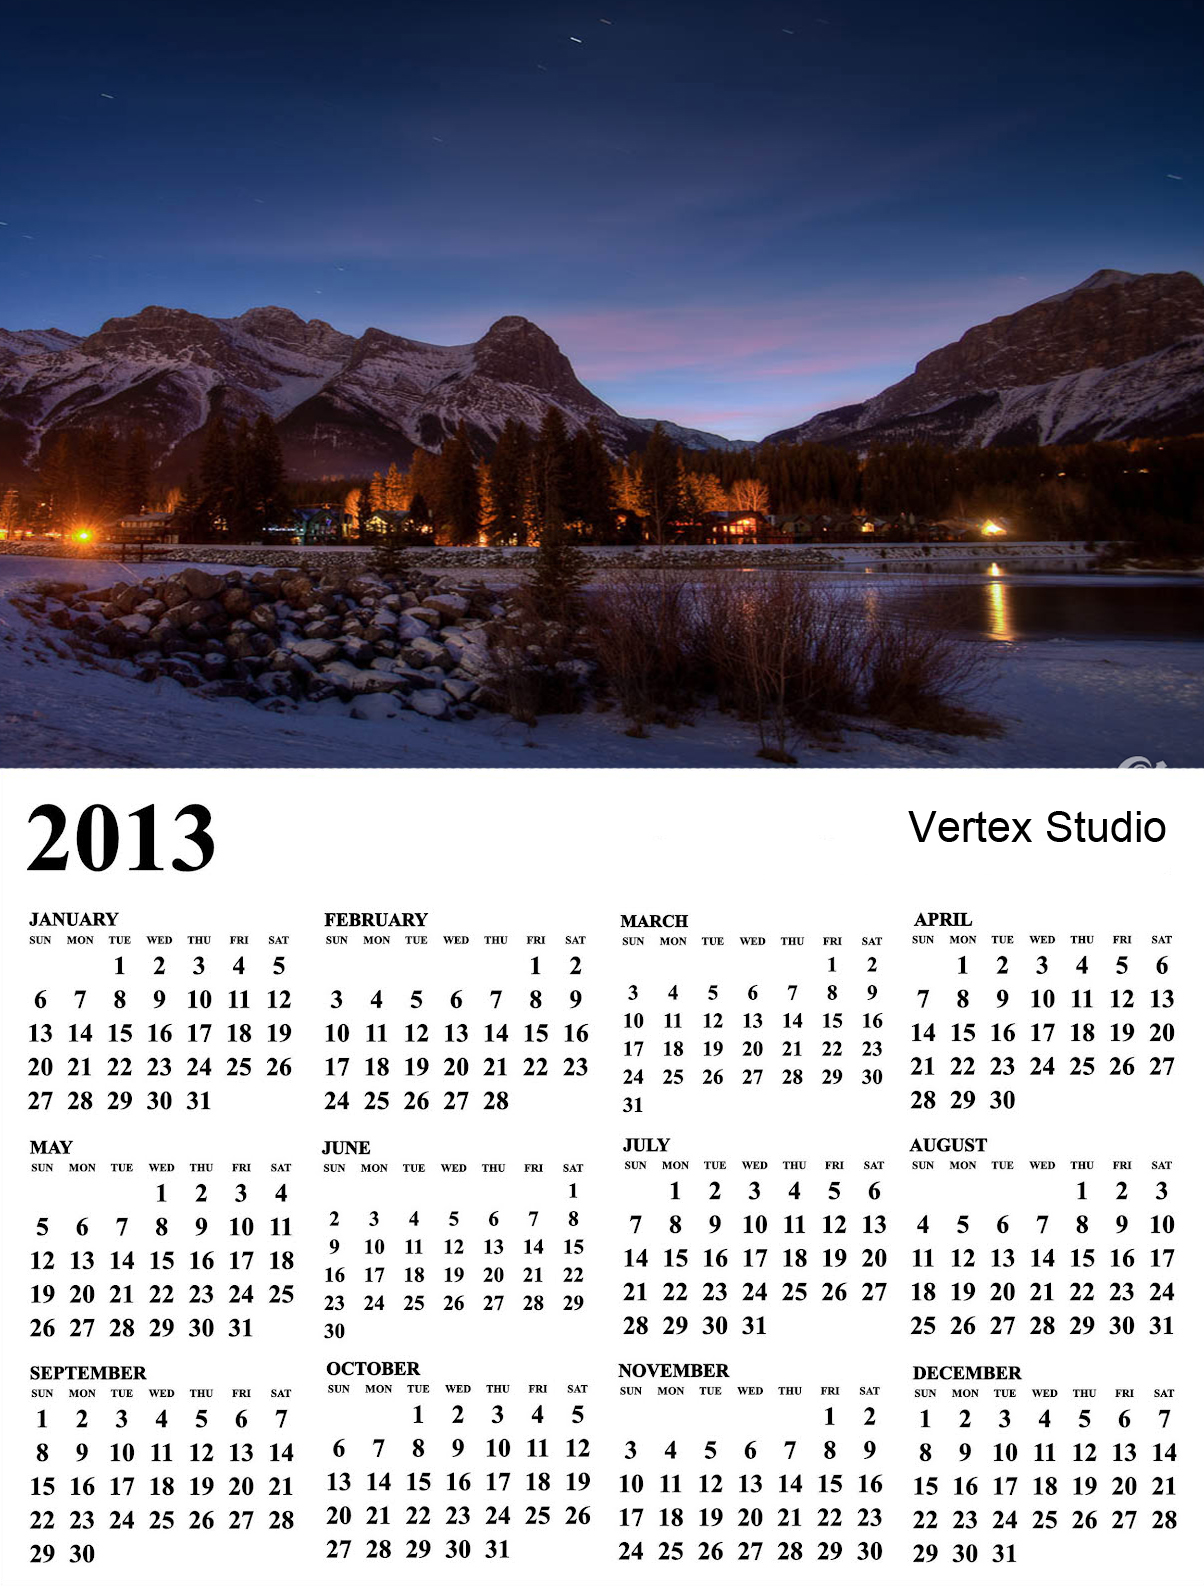 2013
Vertex Studio
JANUARY
SUN MON TUE WED THU FRI SAT
1 2 3 4 5
6 7 8 9 10 11 12
13 14 15 16 17 18 19
20 21 22 23 24 25 26
27 28 29 30 31
FEBRUARY
SUN MON TUE WED THU FRI SAT
1 2
3 4 5 6 7 8 9
10 11 12 13 14 15 16
17 18 19 20 21 22 23
24 25 26 27 28
MARCH
SUN MON TUE WED THU FRI SAT
1 2
3 4 5 6 7 8 9
10 11 12 13 14 15 16
17 18 19 20 21 22 23
24 25 26 27 28 29 30
31
APRIL
SUN MON TUE WED THU FRI SAT
1 2 3 4 5 6
7 8 9 10 11 12 13
14 15 16 17 18 19 20
21 22 23 24 25 26 27
28 29 30
MAY
SUN MON TUE WED THU FRI SAT
1 2 3 4
5 6 7 8 9 10 11
12 13 14 15 16 17 18
19 20 21 22 23 24 25
26 27 28 29 30 31
JUNE
SUN MON TUE WED THU FRI SAT
1
2 3 4 5 6 7 8
9 10 11 12 13 14 15
16 17 18 19 20 21 22
23 24 25 26 27 28 29
30
JULY
SUN MON TUE WED THU FRI SAT
1 2 3 4 5 6
7 8 9 10 11 12 13
14 15 16 17 18 19 20
21 22 23 24 25 26 27
28 29 30 31
AUGUST
SUN MON TUE WED THU FRI SAT
1 2 3
4 5 6 7 8 9 10
11 12 13 14 15 16 17
18 19 20 21 22 23 24
25 26 27 28 29 30 31
SEPTEMBER
SUN MON TUE WED THU FRI SAT
1 2 3 4 5 6 7
8 9 10 11 12 13 14
15 16 17 18 19 20 21
22 23 24 25 26 27 28
29 30
OCTOBER
SUN MON TUE WED THU FRI SAT
1 2 3 4 5
6 7 8 9 10 11 12
13 14 15 16 17 18 19
20 21 22 23 24 25 26
27 28 29 30 31
NOVEMBER
SUN MON TUE WED THU FRI SAT
1 2
3 4 5 6 7 8 9
10 11 12 13 14 15 16
17 18 19 20 21 22 23
24 25 26 27 28 29 30
DECEMBER
SUN MON TUE WED THU FRI SAT
1 2 3 4 5 6 7
8 9 10 11 12 13 14
15 16 17 18 19 20 21
22 23 24 25 26 27 28
29 30 31